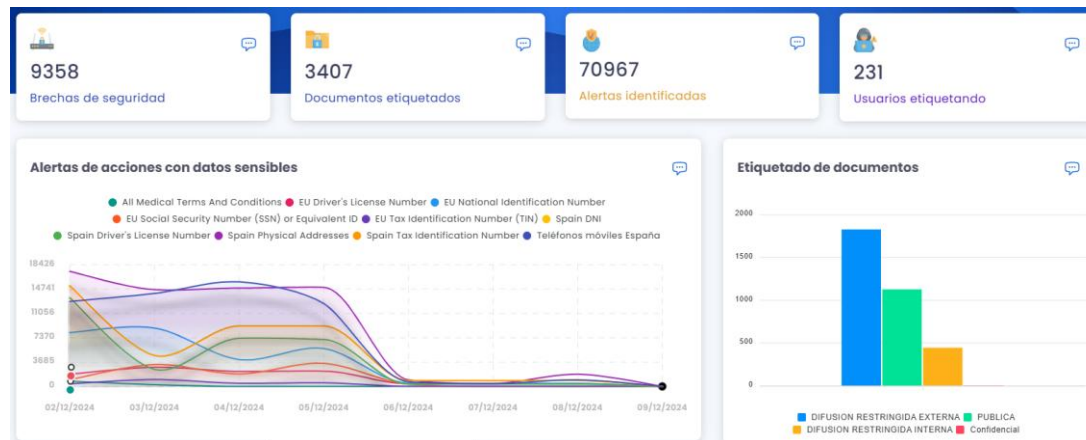 9358
Brechas de seguridad
3407
Documentos etiquetados
70967
Alertas identificadas
231
Usuarios etiquetando
Alertas de acciones con datos sensibles
All Medical Terms And Conditions EU Driver's License Number EU National Identification Number
EU Social Security Number (SSN) or Equivalent ID EU Tax Identification Number (TIN) Spain DNI
Spain Driver's License Number Spain Physical Addresses Spain Tax Identification Number Teléfonos móviles España
18426
14741
11056
7370
3685
0
02/12/2024 03/12/2024 04/12/2024 05/12/2024 06/12/2024 07/12/2024 08/12/2024 09/12/2024
Etiquetado de documentos
2000
1500
1000
500
0
DIFUSION RESTRINGIDA EXTERNA PUBLICA
DIFUSION RESTRINGIDA INTERNA Confidencial